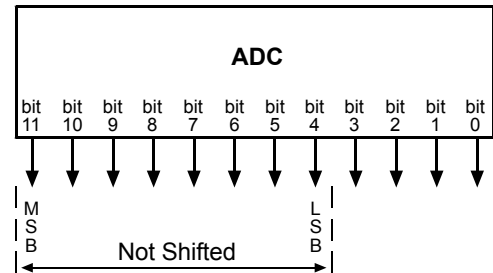 ADC
bit bit bit bit bit bit bit bit bit bit bit bit
11 10 9 8 7 6 5 4 3 2 1 0
MSB
LSB
Not Shifted